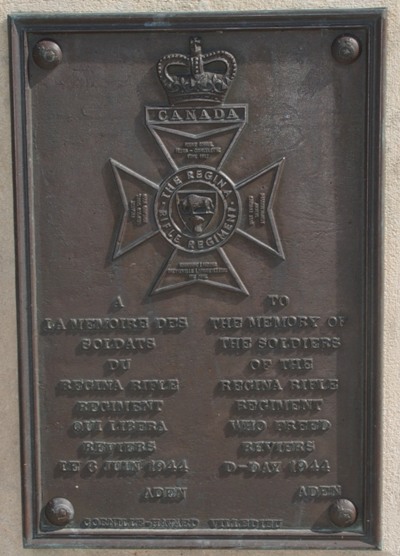 CANADA
THE REGINA
RIFLE REGIMENT
A
LA MEMOIRE DES
SOLDATS
DU
REGINA RIFLE
REGIMENT
QUI LIBERA
REVIERS
LE 6 JUIN 1944
ADEN
TO
THE MEMORY OF
THE SOLDIERS
OF THE
REGINA RIFLE
REGIMENT
WHO FREED
REVIERS
D-DAY 1944
ADEN
VILLEDIEU